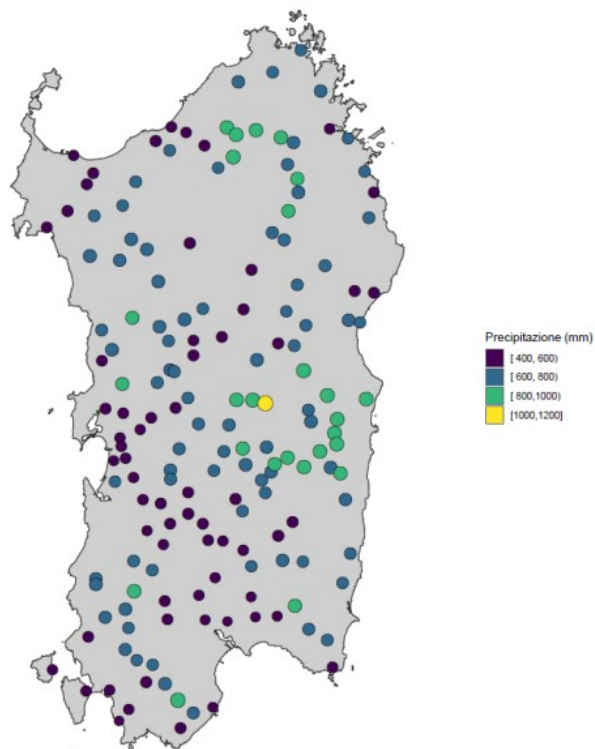 Precipitazione (mm)
[ 400, 600)
[ 600, 800)
[ 800,1000)
[1000,1200]